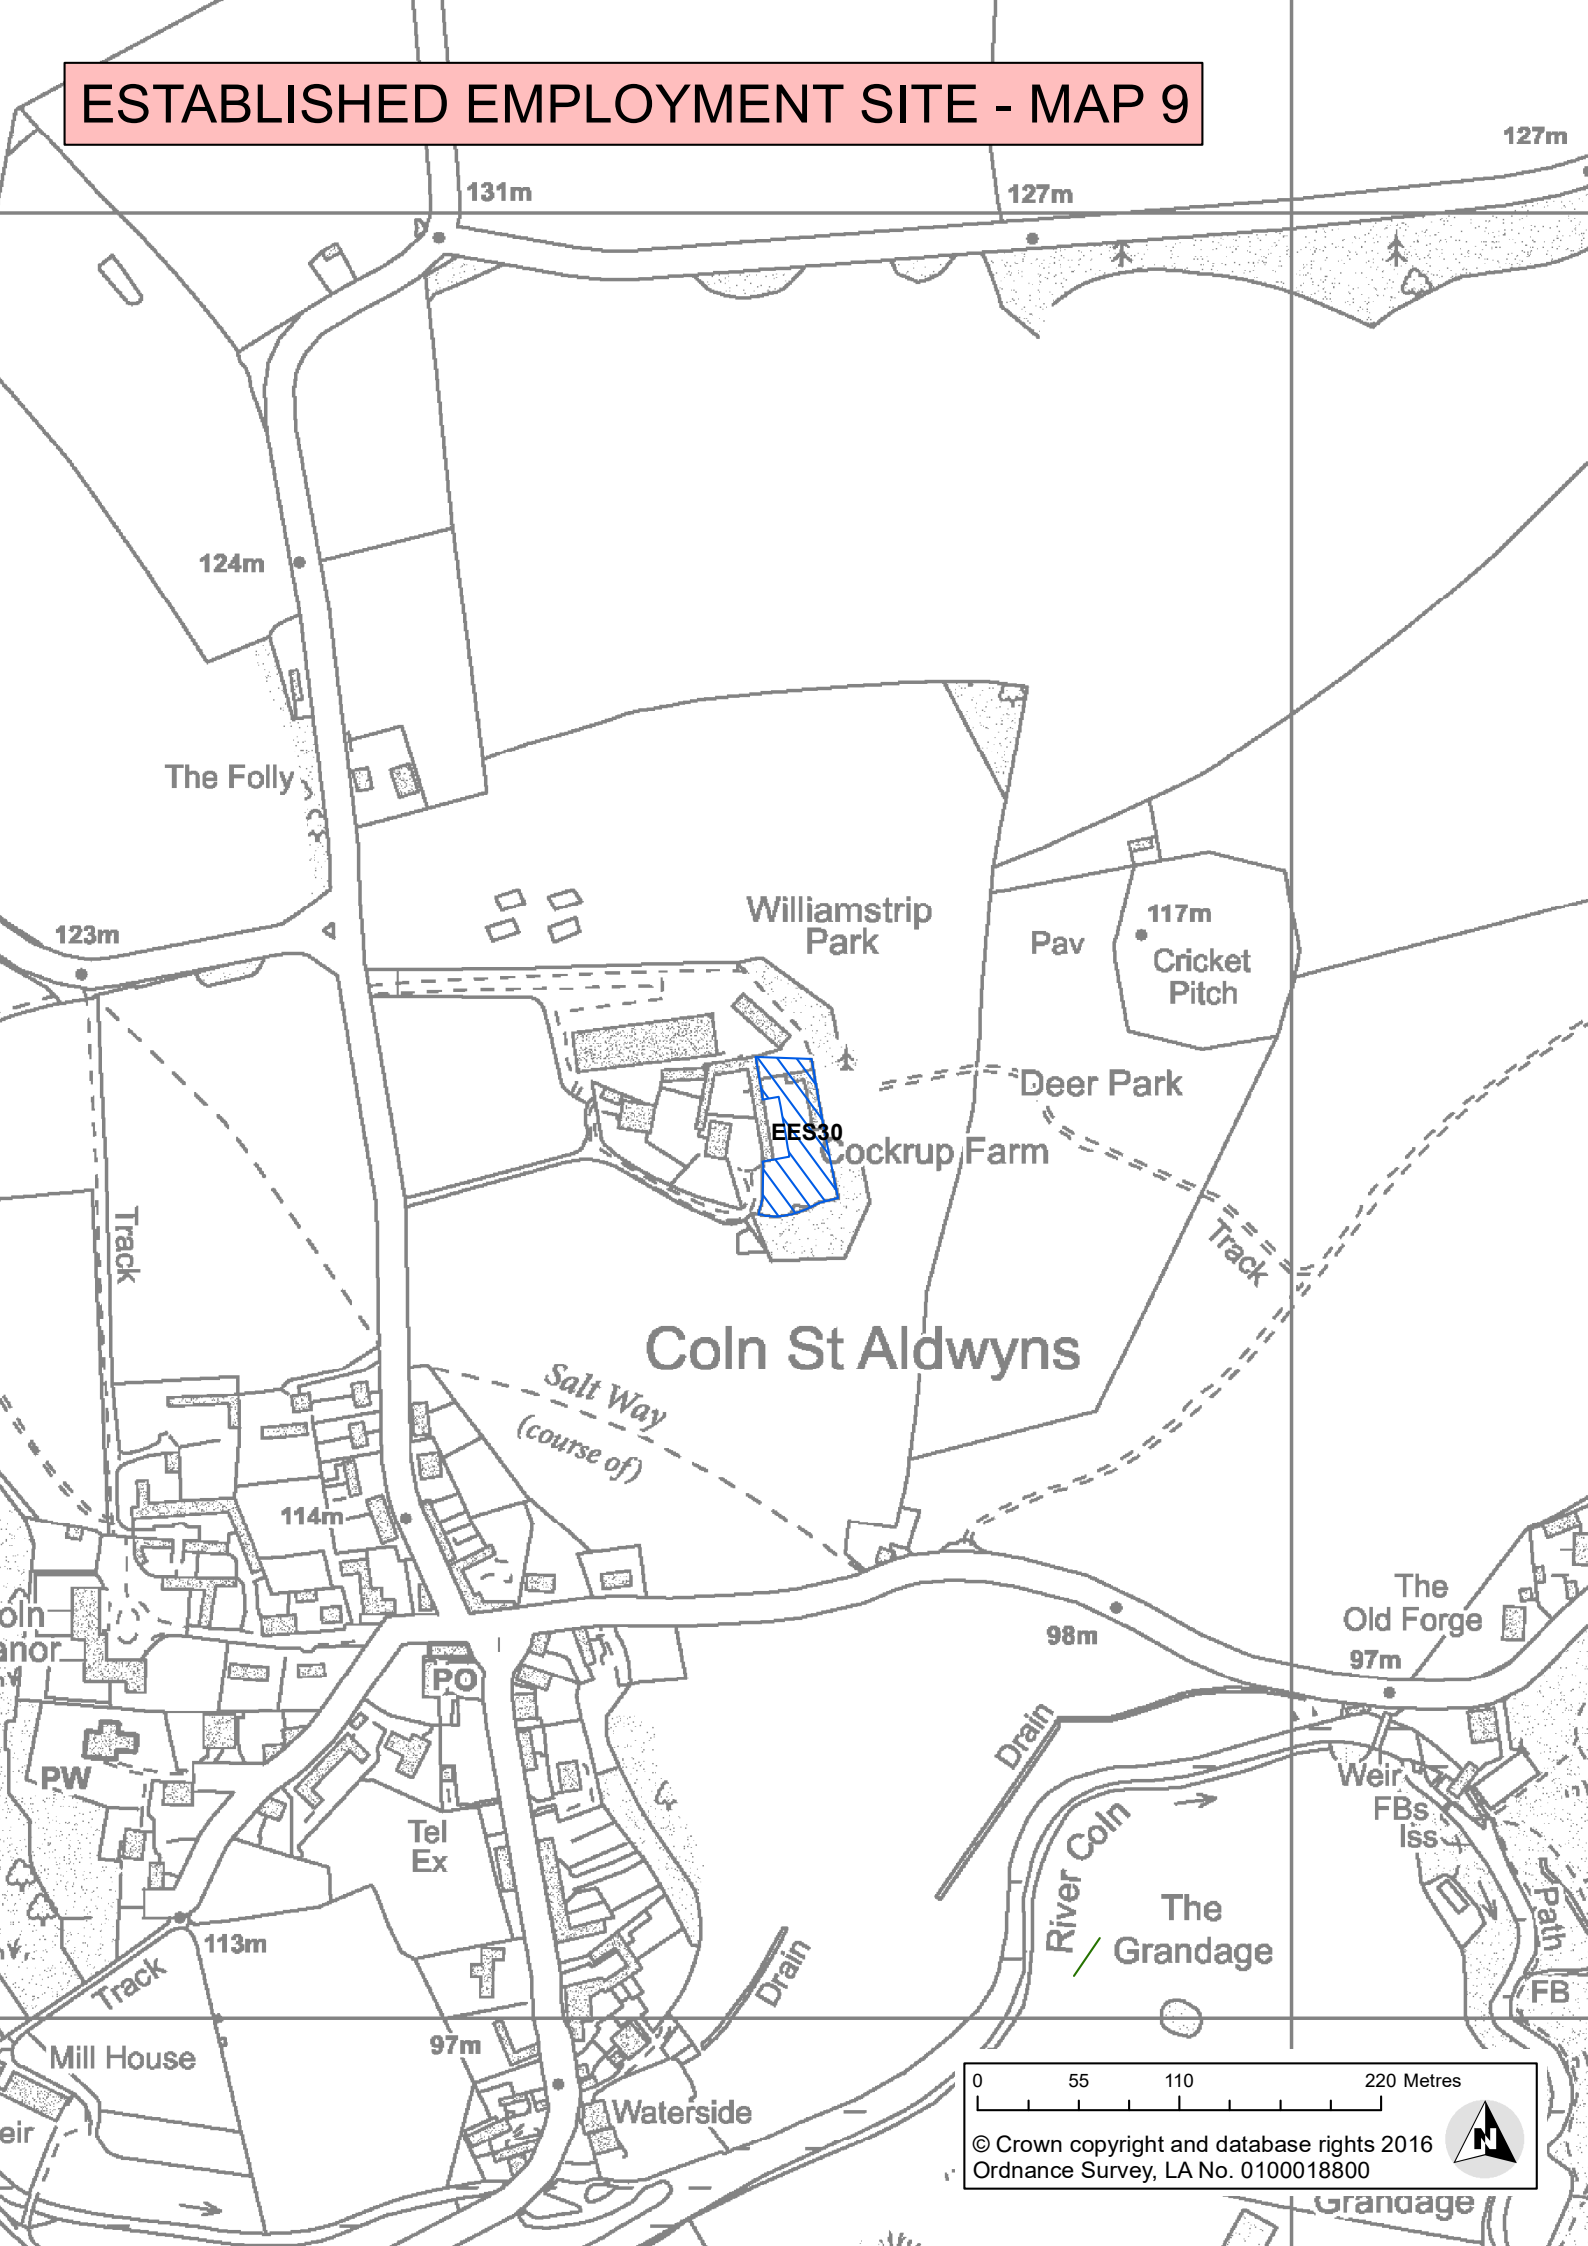 ESTABLISHED EMPLOYMENT SITE - MAP 9
127m
131m
127m
124m
The Folly
Williamstrip
Park
123m
Pav
117m
Cricket
Pitch
Deer Park
EES30
Cockrup Farm
Track
Track
Coln St Aldwyns
Salt Way
(course of)
114m
The
Old Forge
oln
anor
98m
97m
PO
Drain
PW
Weir
FBs
Iss
Tel
Ex
River Coln
The
Grandage
Path
113m
Track
Drain
FB
97m
Mill House
Waterside
eir
0 55 110 220 Metres
N
© Crown copyright and database rights 2016
Ordnance Survey, LA No. 0100018800
Grandage